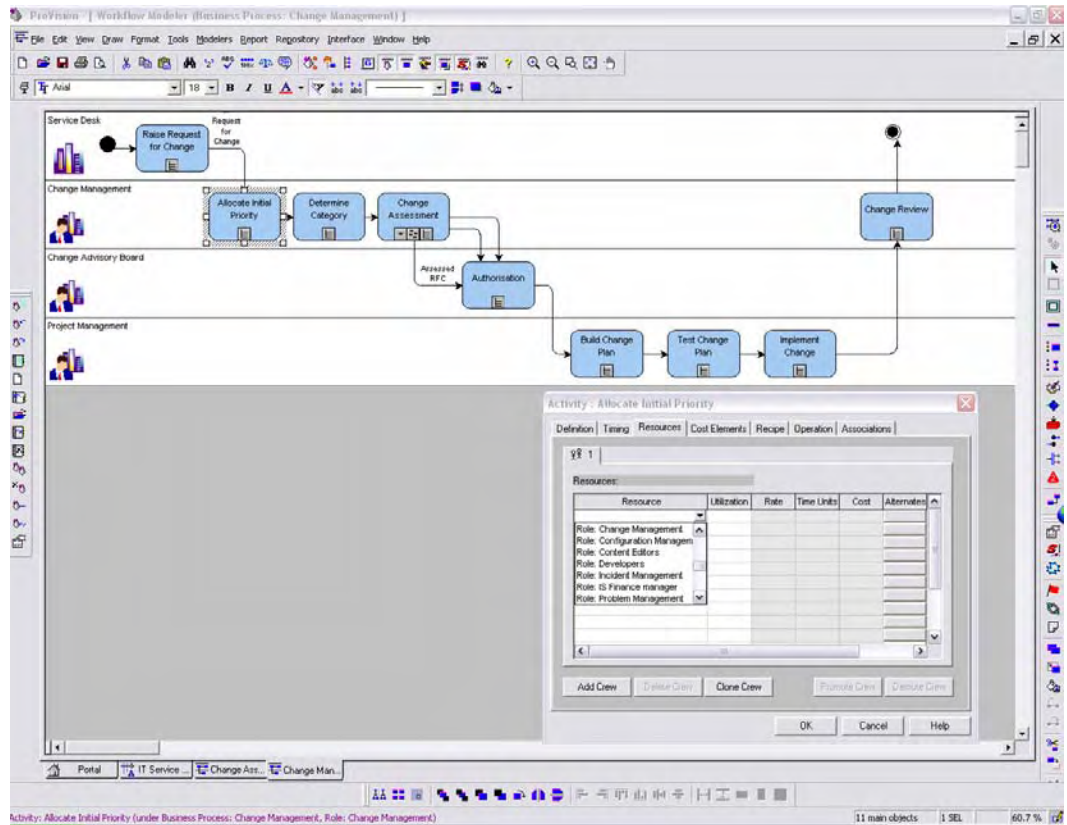 ProVision - [ Workflow Modeler (Business Process: Change Management) ]
File Edit View Draw Format Tools Modelers Report Repository Interface Window Help
Arial 18 B I U A
Service Desk
Raise Request
for Change
Request
for
Change
Change Management
Allocate Initial
Priority
Determine
Category
Change
Assessment
Change Review
Change Advisory Board
Assessed
RFC
Authorisation
Project Management
Build Change
Plan
Test Change
Plan
Implement
Change
Activity : Allocate Initial Priority
Definition Timing Resources Cost Elements Recipe Operation Associations
1
Resources:
Resource Utilization Rate Time Units Cost Alternates
Role: Change Management
Role: Configuration Managem
Role: Content Editors
Role: Developers
Role: Incident Management
Role: IS Finance manager
Role: Problem Management
Add Crew Delete Crew Clone Crew Promote Crew Demote Crew
OK Cancel Help
Portal IT Service ... Change Ass... Change Man...
Activity: Allocate Initial Priority (under Business Process: Change Management, Role: Change Management) 11 main objects 1 SEL 60.7 %